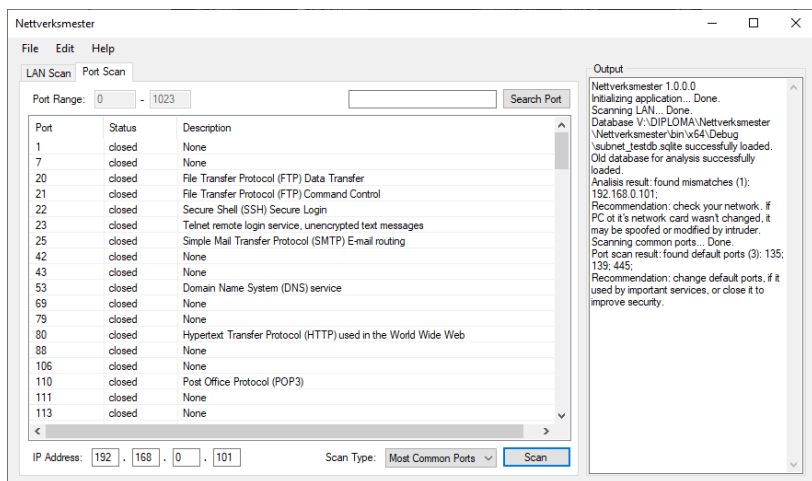 Nettverksmester
File Edit Help
LAN Scan Port Scan
Port Range: 0 - 1023 Search Port
Port Status Description
1 closed None
7 closed None
20 closed File Transfer Protocol (FTP) Data Transfer
21 closed File Transfer Protocol (FTP) Command Control
22 closed Secure Shell (SSH) Secure Login
23 closed Telnet remote login service, unencrypted text messages
25 closed Simple Mail Transfer Protocol (SMTP) E-mail routing
42 closed None
43 closed None
53 closed Domain Name System (DNS) service
69 closed None
79 closed None
80 closed Hypertext Transfer Protocol (HTTP) used in the World Wide Web
88 closed None
106 closed None
110 closed Post Office Protocol (POP3)
111 closed None
113 closed None
IP Address: 192 . 168 . 0 . 101 Scan Type: Most Common Ports Scan
Output
Nettverksmester 1.0.0.0
Initializing application... Done.
Scanning LAN... Done.
Database V:\DIPLOMA\Nettverksmester
\Nettverksmester\bin\x64\Debug
\subnet_testdb.sqlite successfully loaded.
Old database for analysis successfully
loaded.
Analisis result: found mismatches (1):
192.168.0.101;
Recommendation: check your network. If
PC ot it's network card wasn't changed, it
may be spoofed or modified by intruder.
Scanning common ports... Done.
Port scan result: found default ports (3): 135;
139; 445;
Recommendation: change default ports, if it
used by important services, or close it to
improve security.